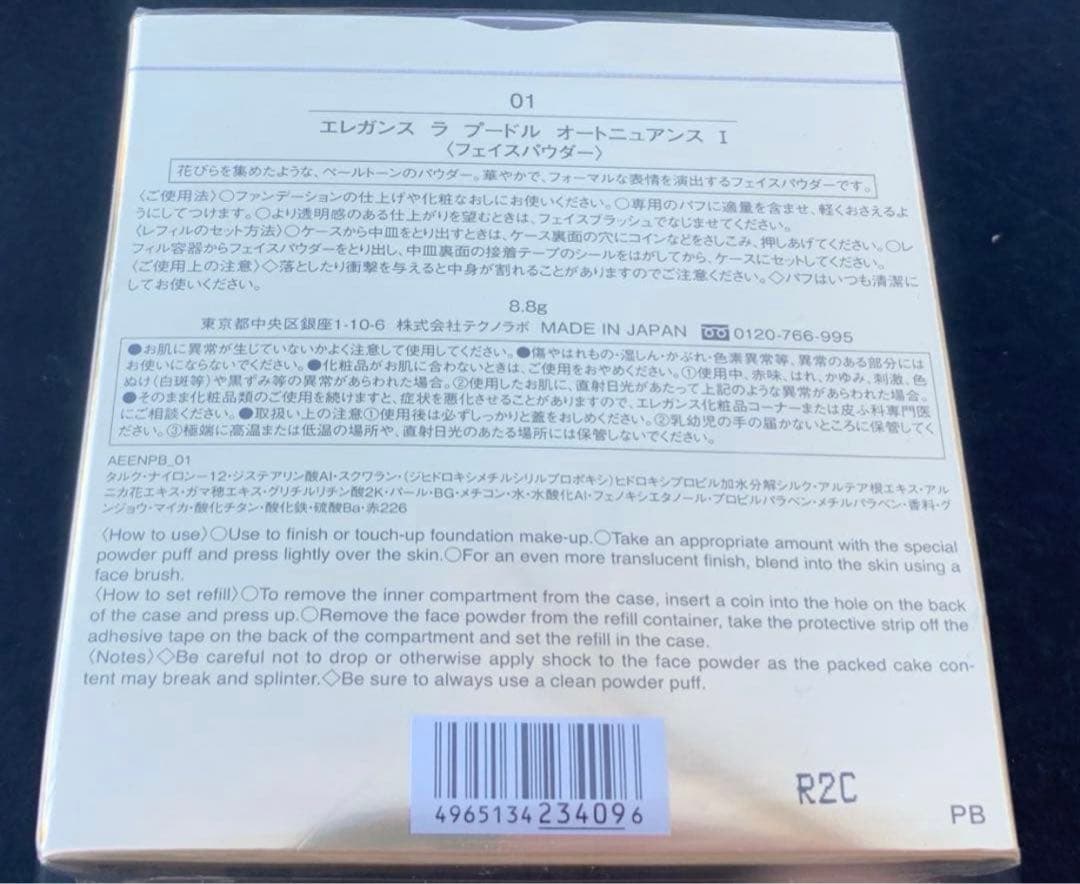 01
エレガンス ラ プードル オートニュアンス I
〈フェイスパウダー〉
花びらを集めたような、ペールトーンのパウダー。華やかで、フォーマルな表情を演出するフェイスパウダーです。
〈ご使用法〉○ファンデーションの仕上げや化粧なおしにお使いください。○専用のパフに適量を含ませ、軽くおさえるよ
うにしてつけます。○より透明感のある仕上がりを望むときは、フェイスブラッシュでなじませてください。
〈レフィルのセット方法〉○ケースから中皿をとり出すときは、ケース裏面の穴にコインなどをさしこみ、押しあげてください。○レ
フィル容器からフェイスパウダーをとり出し、中皿裏面の接着テープのシールをはがしてから、ケースにセットしてください。
〈ご使用上の注意〉◇落としたり衝撃を与えると中身が割れることがありますのでご注意ください。◇パフはいつも清潔に
してお使いください。
8.8g
東京都中央区銀座1-10-6 株式会社テクノラボ MADE IN JAPAN 0120-766-995
●お肌に異常が生じていないかよく注意して使用してください。●傷やはれもの・湿しん・かぶれ・色素異常等、異常のある部分には
お使いにならないでください。●化粧品がお肌に合わないときは、ご使用をおやめください。①使用中、赤味、はれ、かゆみ、刺激、色
ぬけ(白斑等)や黒ずみ等の異常があらわれた場合。②使用したお肌に、直射日光があたって上記のような異常があらわれた場合。
●そのまま化粧品類のご使用を続けますと、症状を悪化させることがありますので、エレガンス化粧品コーナーまたは皮ふ科専門医
にご相談ください。●取扱い上の注意①使用後は必ずしっかりと蓋をおしめください。②乳幼児の手の届かないところに保管してく
ださい。③極端に高温または低温の場所や、直射日光のあたる場所には保管しないでください。
AEENPB_01
タルク・ナイロン-12・ジステアリン酸Al・スクワラン・(ジヒドロキシメチルシリルプロポキシ)ヒドロキシプロピル加水分解シルク・アルテア根エキス・アル
ニカ花エキス・ガマ穂エキス・グリチルリチン酸2K・パール・BG・メチコン・水・水酸化Al・フェノキシエタノール・プロピルパラベン・メチルパラベン・香料・グ
ンジョウ・マイカ・酸化チタン・酸化鉄・硫酸Ba・赤226
〈How to use〉○Use to finish or touch-up foundation make-up.○Take an appropriate amount with the special
powder puff and press lightly over the skin.○For an even more translucent finish, blend into the skin using a
face brush.
〈How to set refill〉○To remove the inner compartment from the case, insert a coin into the hole on the back
of the case and press up.○Remove the face powder from the refill container, take the protective strip off the
adhesive tape on the back of the compartment and set the refill in the case.
〈Notes〉◇Be careful not to drop or otherwise apply shock to the face powder as the packed cake con-
tent may break and splinter.◇Be sure to always use a clean powder puff.
4965134234096
R2C
PB